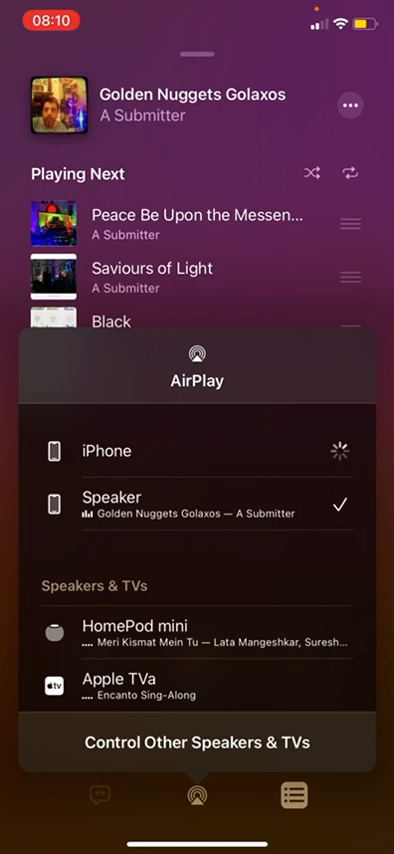 08:10
Golden Nuggets Golaxos
A Submitter
Playing Next
Peace Be Upon the Messen...
A Submitter
Saviours of Light
A Submitter
Black
AirPlay
iPhone
Speaker
Golden Nuggets Golaxos — A Submitter
Speakers & TVs
HomePod mini
Meri Kismat Mein Tu — Lata Mangeshkar, Suresh...
Apple TVa
Encanto Sing-Along
tv
Control Other Speakers & TVs